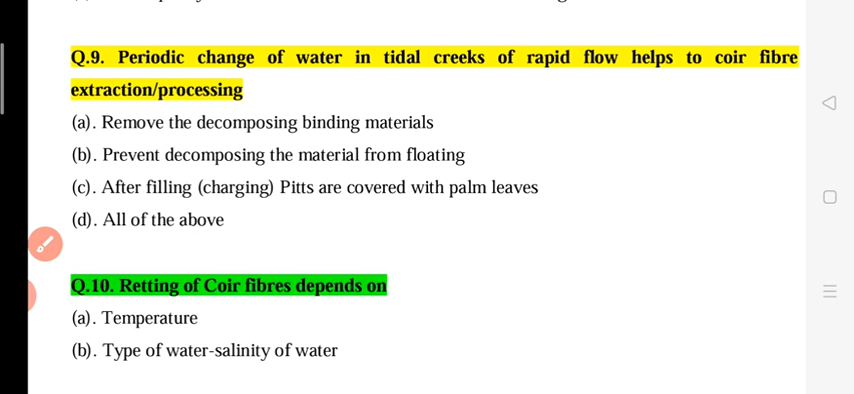 Q.9. Periodic change of water in tidal creeks of rapid flow helps to coir fibre
extraction/processing
(a). Remove the decomposing binding materials
(b). Prevent decomposing the material from floating
(c). After filling (charging) Pitts are covered with palm leaves
(d). All of the above
Q.10. Retting of Coir fibres depends on
(a). Temperature
(b). Type of water-salinity of water